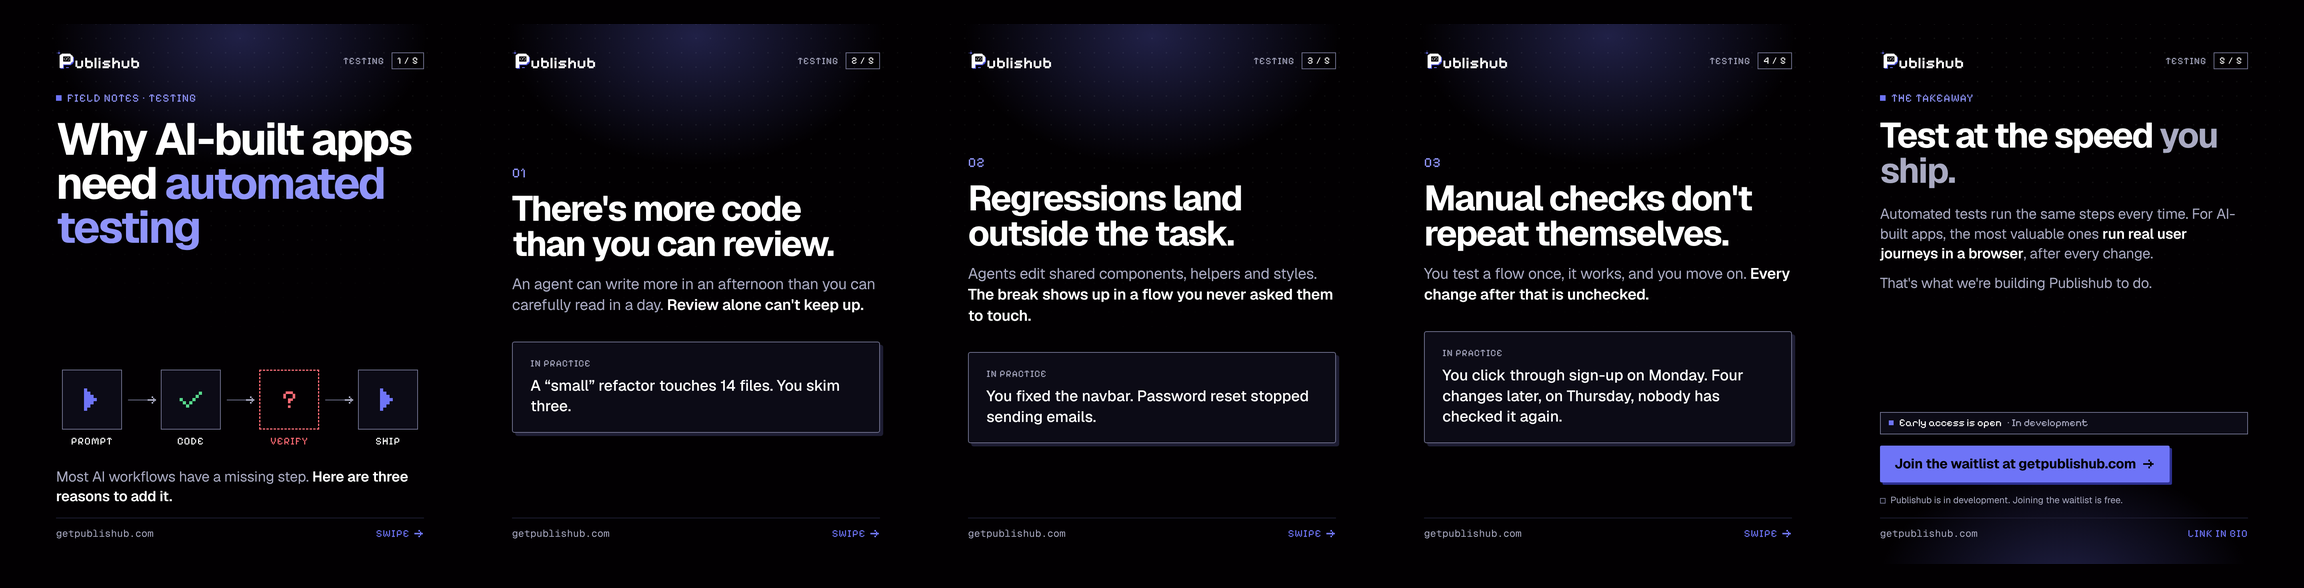 Publishub
TESTING
1 / 5
FIELD NOTES · TESTING
Why AI-built apps
need automated
testing
PROMPT
CODE
VERIFY
SHIP
Most AI workflows have a missing step. Here are three
reasons to add it.
getpublishub.com
SWIPE →
Publishub
TESTING
2 / 5
01
There's more code
than you can review.
An agent can write more in an afternoon than you can
carefully read in a day. Review alone can't keep up.
IN PRACTICE
A “small” refactor touches 14 files. You skim
three.
getpublishub.com
SWIPE →
Publishub
TESTING
3 / 5
02
Regressions land
outside the task.
Agents edit shared components, helpers and styles.
The break shows up in a flow you never asked them
to touch.
IN PRACTICE
You fixed the navbar. Password reset stopped
sending emails.
getpublishub.com
SWIPE →
Publishub
TESTING
4 / 5
03
Manual checks don't
repeat themselves.
You test a flow once, it works, and you move on. Every
change after that is unchecked.
IN PRACTICE
You click through sign-up on Monday. Four
changes later, on Thursday, nobody has
checked it again.
getpublishub.com
SWIPE →
Publishub
TESTING
5 / 5
THE TAKEAWAY
Test at the speed you
ship.
Automated tests run the same steps every time. For AI-
built apps, the most valuable ones run real user
journeys in a browser, after every change.
That's what we're building Publishub to do.
Early access is open · In development
Join the waitlist at getpublishub.com →
Publishub is in development. Joining the waitlist is free.
getpublishub.com
LINK IN BIO